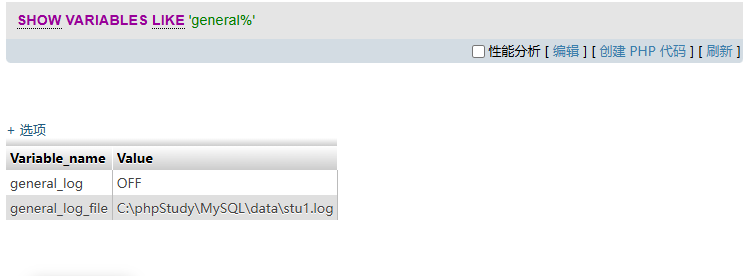 SHOW VARIABLES LIKE 'general%'
性能分析 [ 编辑 ] [ 创建 PHP 代码 ] [ 刷新 ]
+ 选项
Variable_name Value
general_log OFF
general_log_file C:\phpStudy\MySQL\data\stu1.log